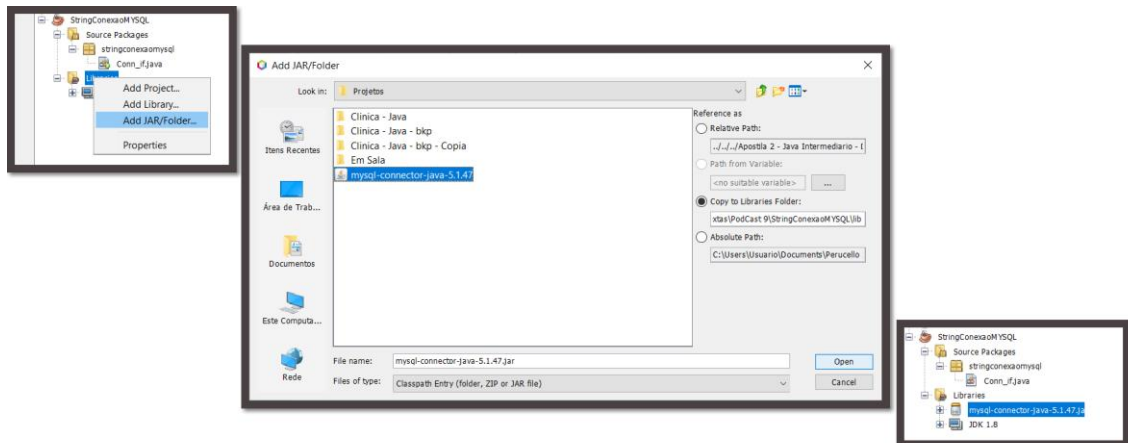 StringConexaoMYSQL
Source Packages
stringconexaomysql
Conn_if.java
Add Project...
Add Library...
Add JAR/Folder...
Properties
Add JAR/Folder
Look in:
Projetos
Clinica - Java
Clinica - Java - bkp
Clinica - Java - bkp - Copia
Em Sala
mysql-connector-java-5.1.47
Itens Recentes
Área de Trab...
Documentos
Este Computa...
Rede
Reference as
Relative Path:
../../../Apostila 2 - Java Intermediario - (
Path from Variable:
<no suitable variable>
...
Copy to Libraries Folder:
xtas\PodCast 9\StringConexaoMYSQL\lib
Absolute Path:
C:\Users\Usuario\Documents\Perucello
File name:
mysql-connector-java-5.1.47.jar
Open
Files of type:
Classpath Entry (folder, ZIP or JAR file)
Cancel
StringConexaoMYSQL
Source Packages
stringconexaomysql
Conn_if.java
Libraries
mysql-connector-java-5.1.47.ja
JDK 1.8